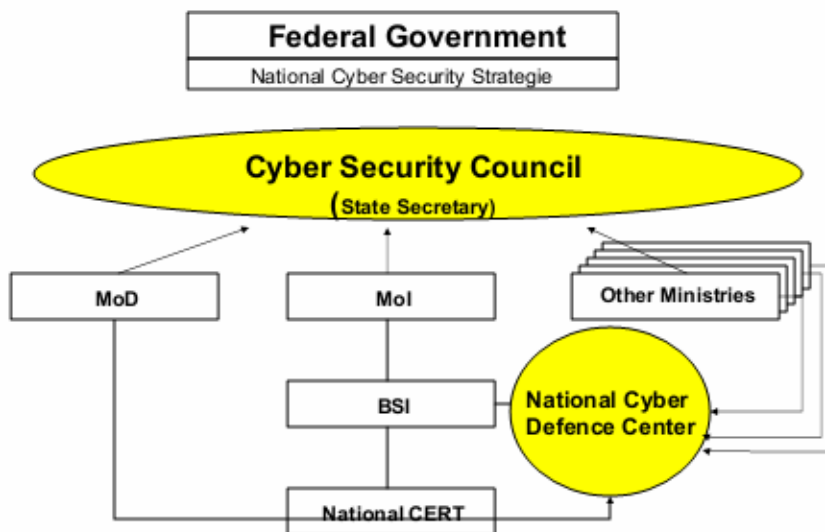 Federal Government
National Cyber Security Strategie
Cyber Security Council
(State Secretary)
MoD
MoI
Other Ministries
BSI
National Cyber
Defence Center
National CERT